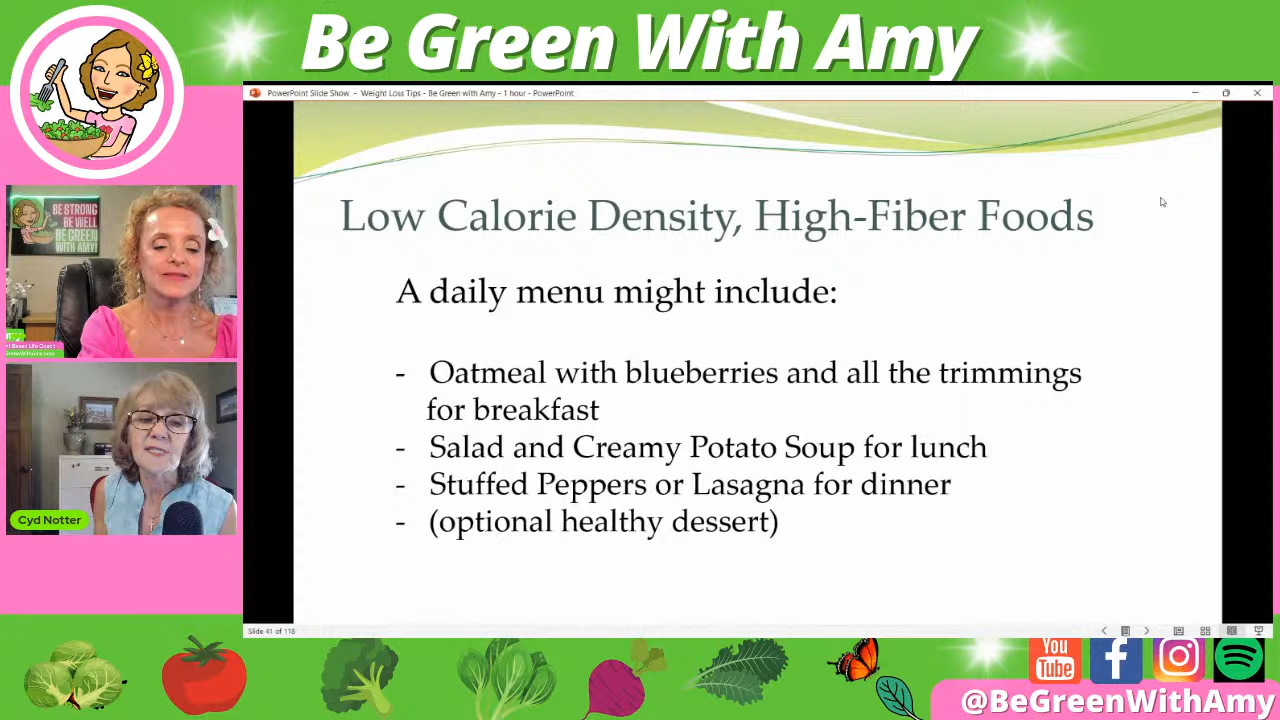 Be Green With Amy
PowerPoint Slide Show - Weight Loss Tips - Be Green with Amy - 1 hour - PowerPoint
BE STRONG
BE WELL
BE GREEN
WITH AMY!
Low Calorie Density, High-Fiber Foods
A daily menu might include:
- Oatmeal with blueberries and all the trimmings
for breakfast
- Salad and Creamy Potato Soup for lunch
- Stuffed Peppers or Lasagna for dinner
- (optional healthy dessert)
Cyd Notter
Slide 41 of 118
You
Tube
@BeGreenWithAmy